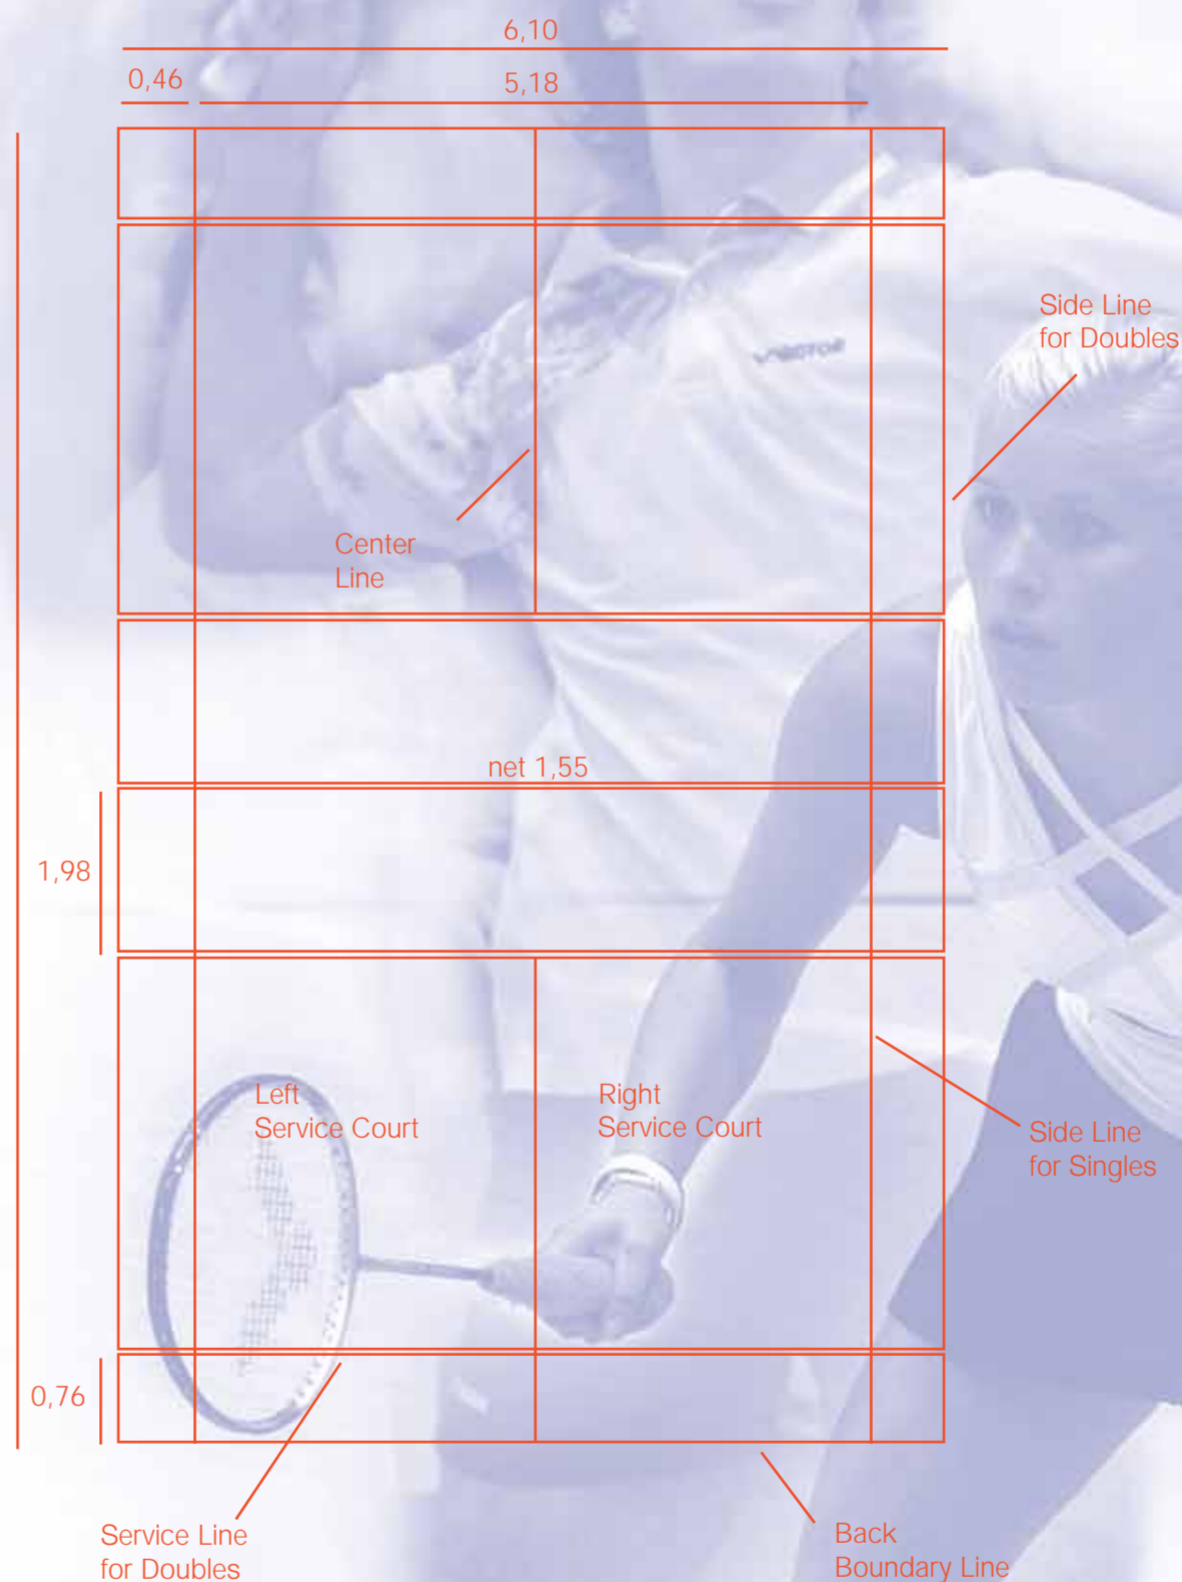 6,10
0,46
5,18
VICTOR
Side Line
for Doubles
Center
Line
net 1,55
1,98
Left
Service Court
Right
Service Court
Side Line
for Singles
0,76
Service Line
for Doubles
Back
Boundary Line